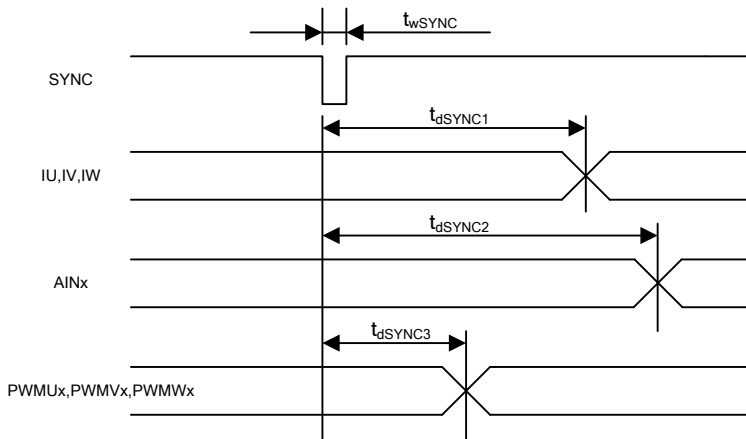 twSYNC
SYNC
tdSYNC1
IU,IV,IW
tdSYNC2
AINx
tdSYNC3
PWMUx,PWMVx,PWMWx